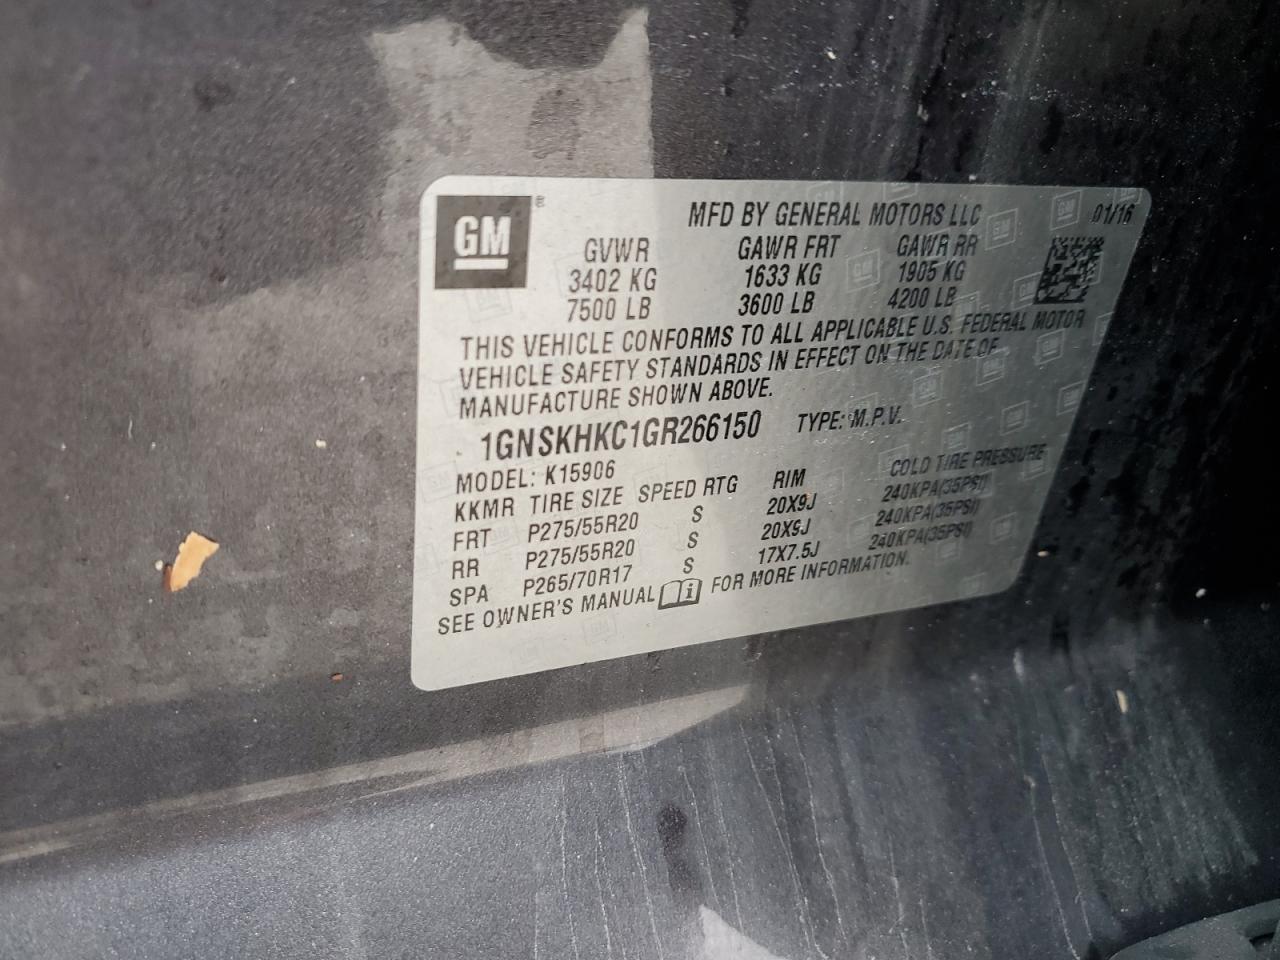 GM®
MFD BY GENERAL MOTORS LLC 01/16
GVWR GAWR FRT GAWR RR
3402 KG 1633 KG 1905 KG
7500 LB 3600 LB 4200 LB
THIS VEHICLE CONFORMS TO ALL APPLICABLE U.S. FEDERAL MOTOR
VEHICLE SAFETY STANDARDS IN EFFECT ON THE DATE OF
MANUFACTURE SHOWN ABOVE.
1GNSKHKC1GR266150 TYPE: M.P.V.
MODEL: K15906
KKMR TIRE SIZE SPEED RTG RIM COLD TIRE PRESSURE
FRT P275/55R20 S 20X9J 240KPA(35PSI)
RR P275/55R20 S 20X9J 240KPA(35PSI)
SPA P265/70R17 S 17X7.5J 240KPA(35PSI)
SEE OWNER'S MANUAL i FOR MORE INFORMATION.